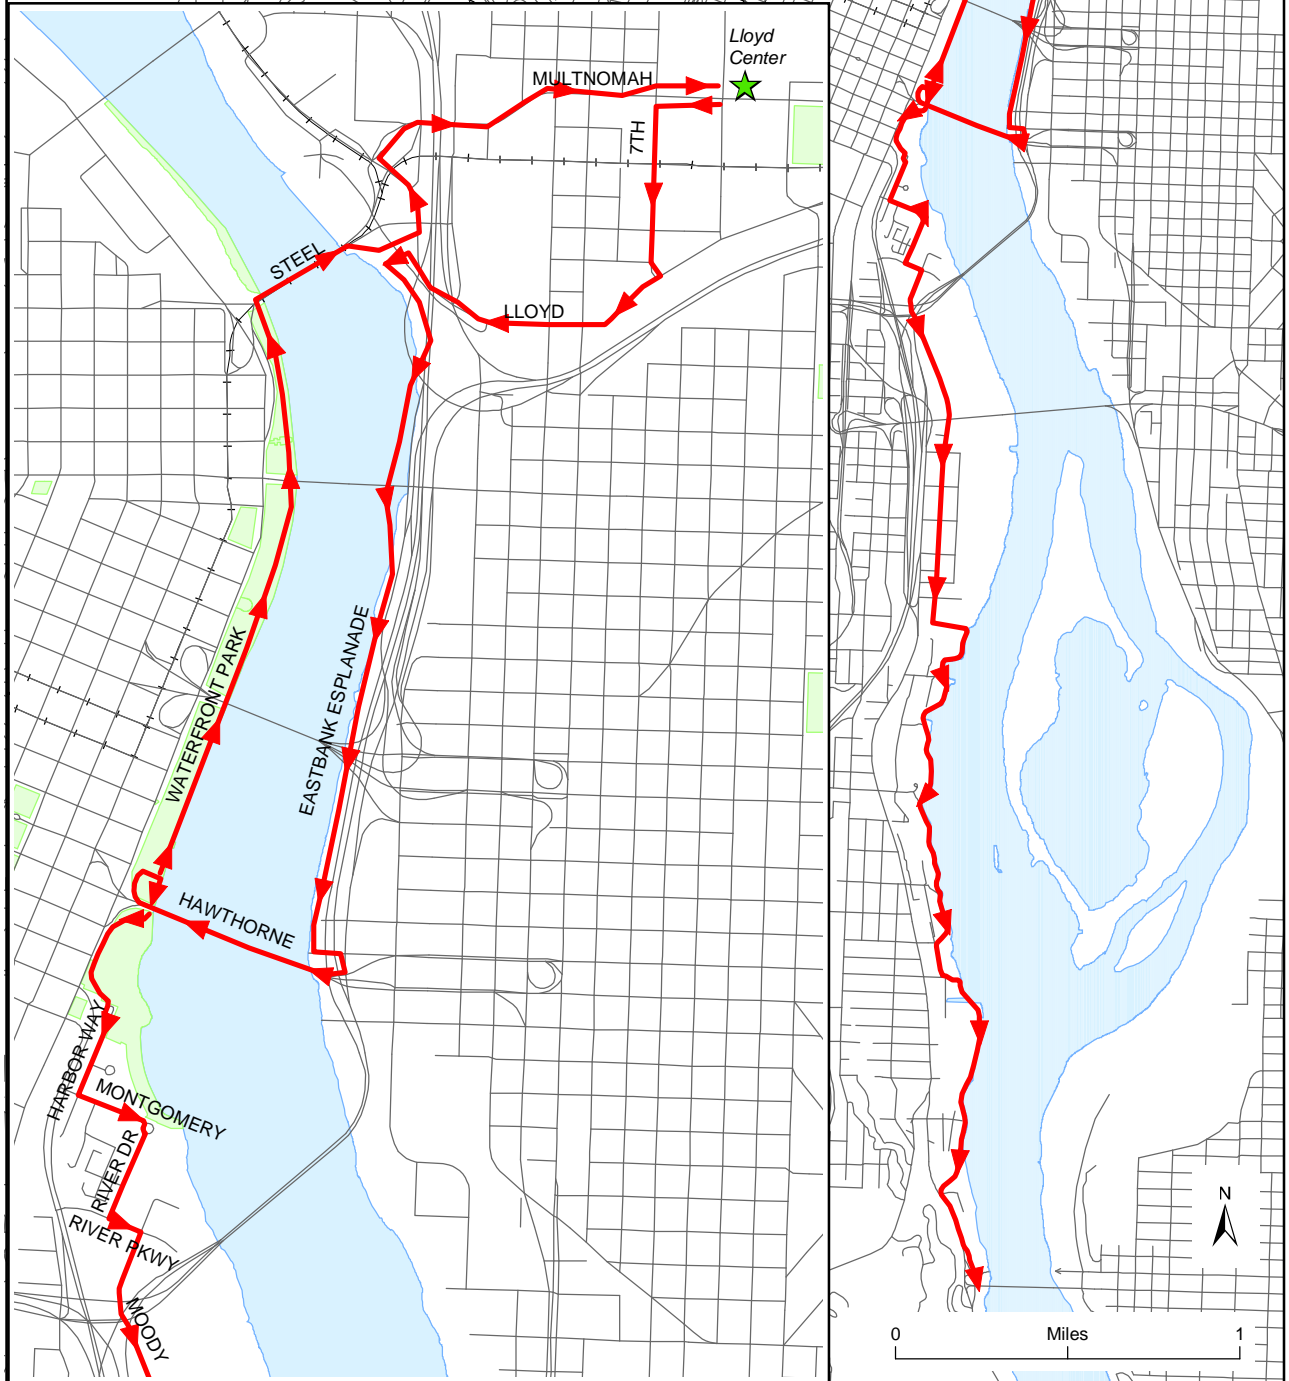 Lloyd
Center
MULTNOMAH
7TH
STEEL
LLOYD
WATERFRONT PARK
EASTBANK ESPLANADE
HAWTHORNE
HARBOR WAY
MONTGOMERY
RIVER DR
RIVER PKWY
MOODY
N
0 Miles 1